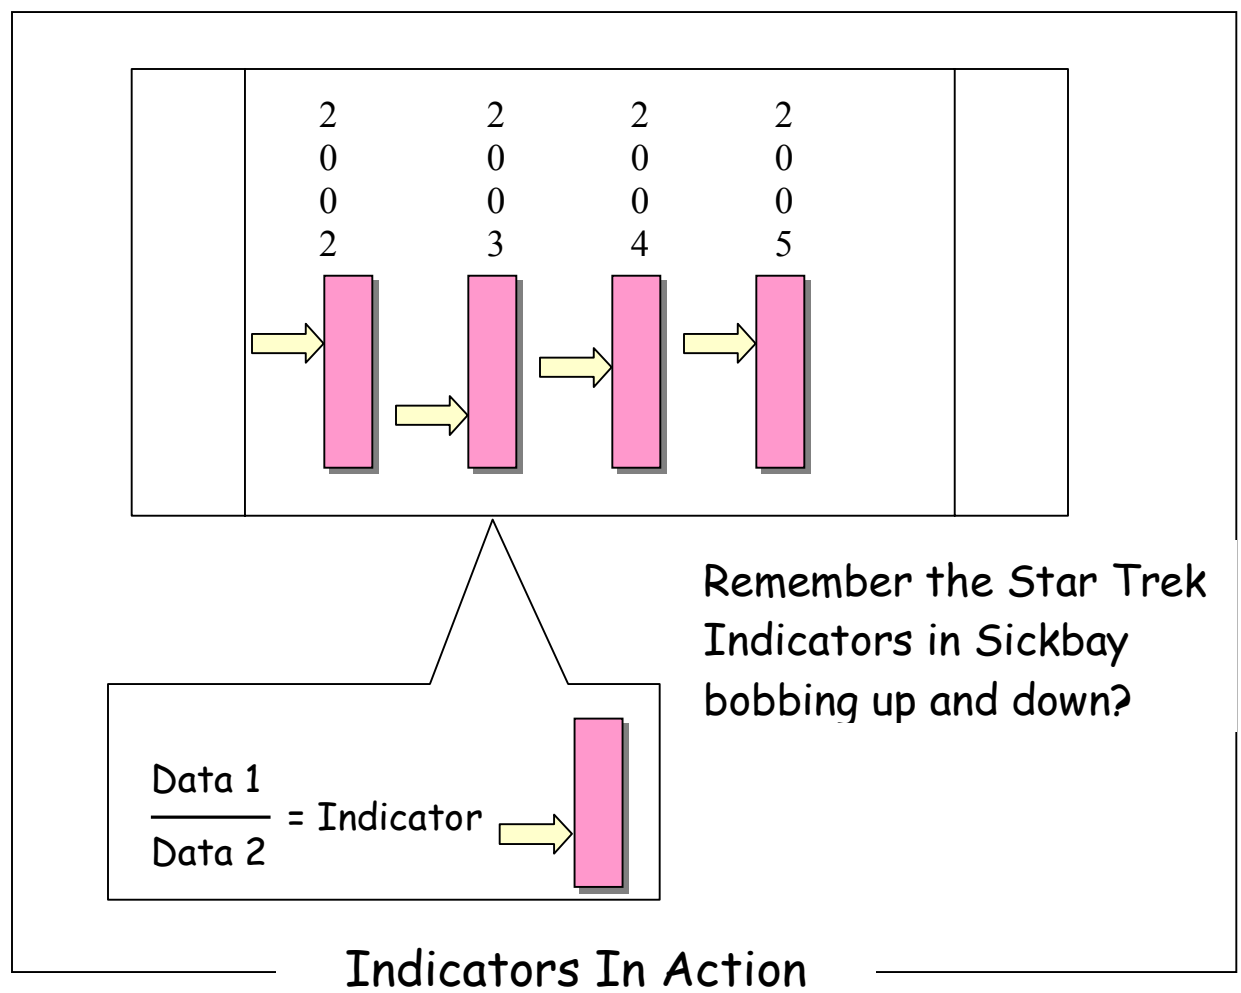 2 2 2 2
0 0 0 0
0 0 0 0
2 3 4 5
Remember the Star Trek
Indicators in Sickbay
bobbing up and down?
Data 1
= Indicator
Data 2
Indicators In Action